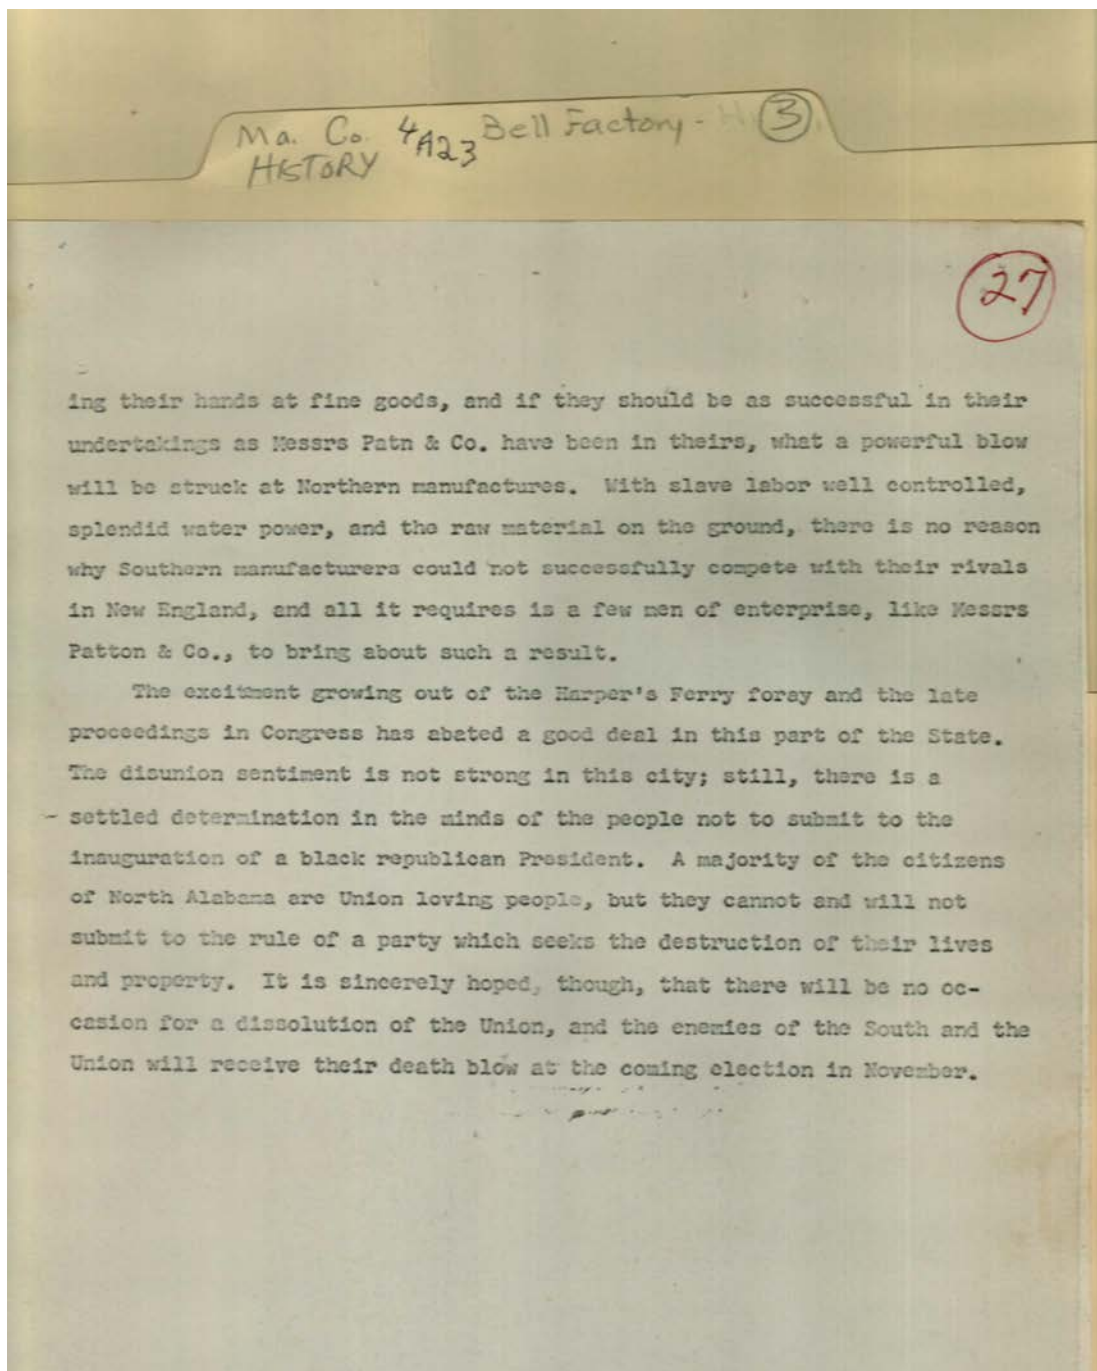 Ma. Co. 4A23 Bell Factory - 3
HISTORY
27
ing their hands at fine goods, and if they should be as successful in their
undertakings as Messrs Patn & Co. have been in theirs, what a powerful blow
will be struck at Northern manufactures. With slave labor well controlled,
splendid water power, and the raw material on the ground, there is no reason
why Southern manufacturers could not successfully compete with their rivals
in New England, and all it requires is a few men of enterprise, like Messrs
Patton & Co., to bring about such a result.
The excitment growing out of the Harper's Ferry foray and the late
proceedings in Congress has abated a good deal in this part of the State.
The disunion sentiment is not strong in this city; still, there is a
settled determination in the minds of the people not to submit to the
inauguration of a black republican President. A majority of the citizens
of North Alabama are Union loving people, but they cannot and will not
submit to the rule of a party which seeks the destruction of their lives
and property. It is sincerely hoped, though, that there will be no oc-
casion for a dissolution of the Union, and the enemies of the South and the
Union will receive their death blow at the coming election in November.